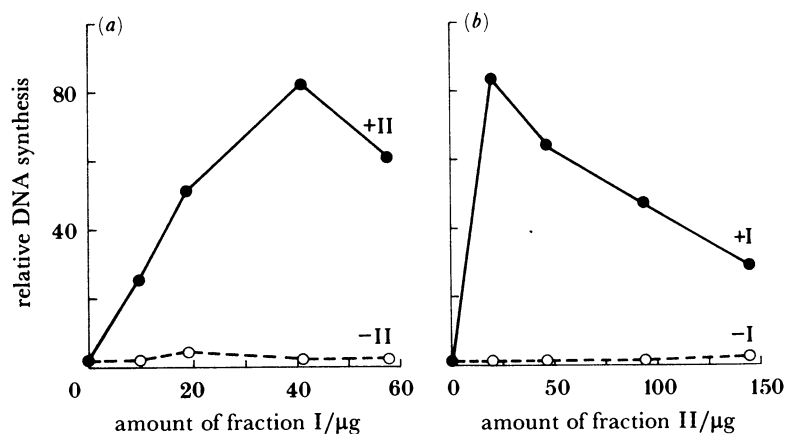 (a)
(b)
relative DNA synthesis
80
40
+II
−II
+I
−I
0 20 40 60
0 50 100 150
amount of fraction I/µg
amount of fraction II/µg